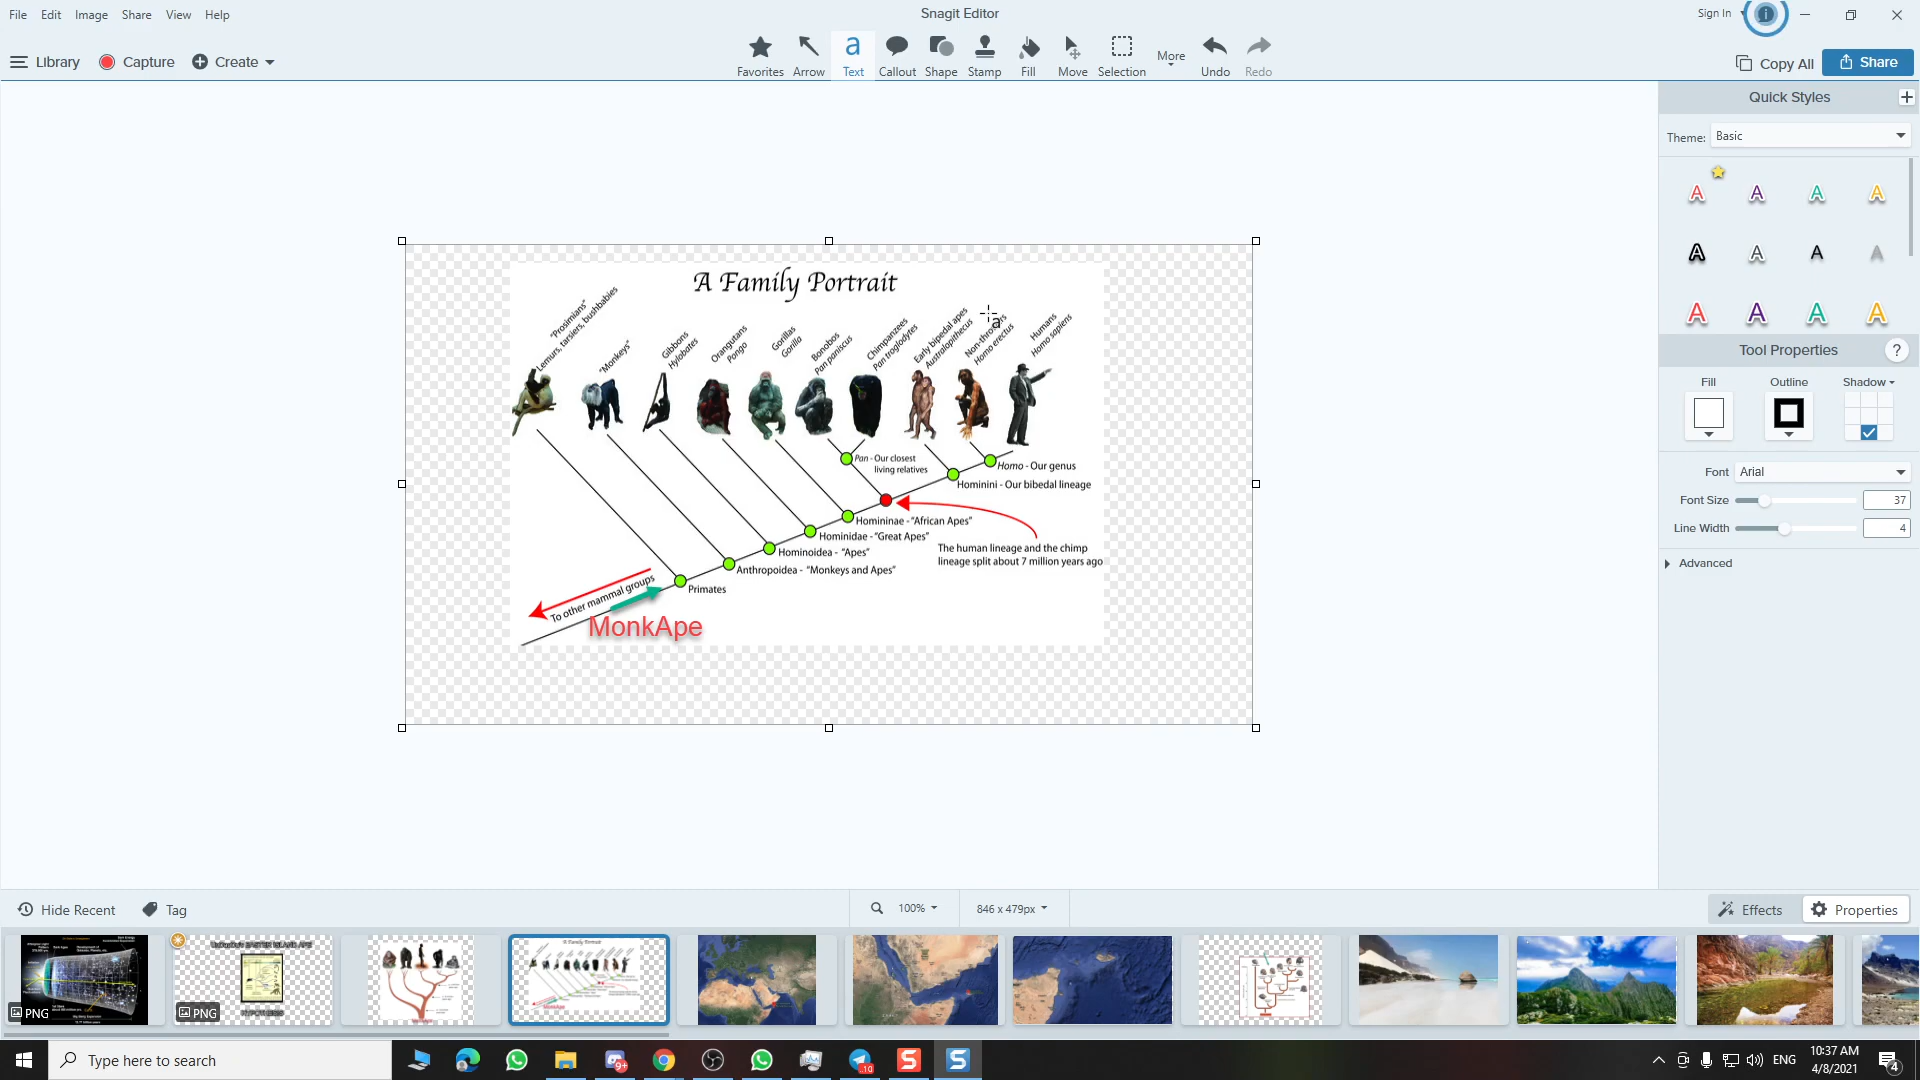 File Edit Image Share View Help
Snagit Editor
Sign In
Library Capture Create
Favorites Arrow Text Callout Shape Stamp Fill Move Selection More Undo Redo
Copy All Share
Quick Styles
Theme: Basic
A A A A
A A A A
A A A A
Tool Properties ?
Fill Outline Shadow
Font Arial
Font Size 37
Line Width 4
Advanced
A Family Portrait
"Prosimians"
Lemurs, tarsiers, bushbabies
"Monkeys"
Gibbons
Hylobates
Orangutans
Pongo
Gorillas
Gorilla
Bonobos
Pan paniscus
Chimpanzees
Pan troglodytes
Early bipedal apes
Australopithecus
Homo erectus
Humans
Homo sapiens
Pan - Our closest
living relatives
Homo - Our genus
Hominini - Our bibedal lineage
Homininae - "African Apes"
Hominidae - "Great Apes"
Hominoidea - "Apes"
Anthropoidea - "Monkeys and Apes"
Primates
The human lineage and the chimp
lineage split about 7 million years ago
To other mammal groups
MonkApe
Hide Recent Tag
100% 846 x 479px
Effects Properties
PNG
PNG
A Family Portrait
HYPOTHESIS
Type here to search
9+
10
ENG
10:37 AM
4/8/2021
4